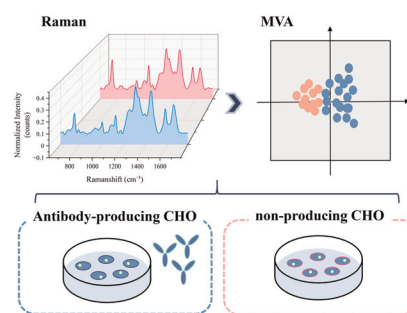 Raman
MVA
Normalized Intensity
(counts)
0.4
0.3
0.2
0.1
0
−0.1
800
1000
1200
1400
1600
Ramanshift (cm⁻¹)
Antibody-producing CHO
non-producing CHO